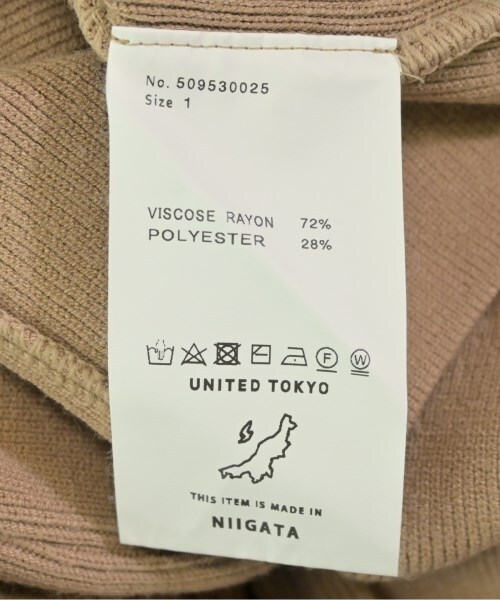 No. 509530025
Size 1
VISCOSE RAYON 72%
POLYESTER 28%
F W
UNITED TOKYO
THIS ITEM IS MADE IN
NIIGATA